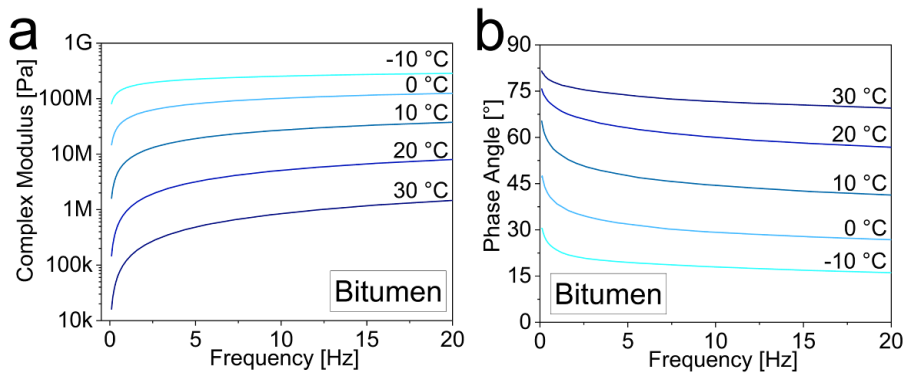 a
Complex Modulus [Pa]
1G
100M
10M
1M
100k
10k
-10 °C
0 °C
10 °C
20 °C
30 °C
Bitumen
0
5
10
15
20
Frequency [Hz]
b
Phase Angle [°]
90
75
60
45
30
15
0
30 °C
20 °C
10 °C
0 °C
-10 °C
Bitumen
0
5
10
15
20
Frequency [Hz]